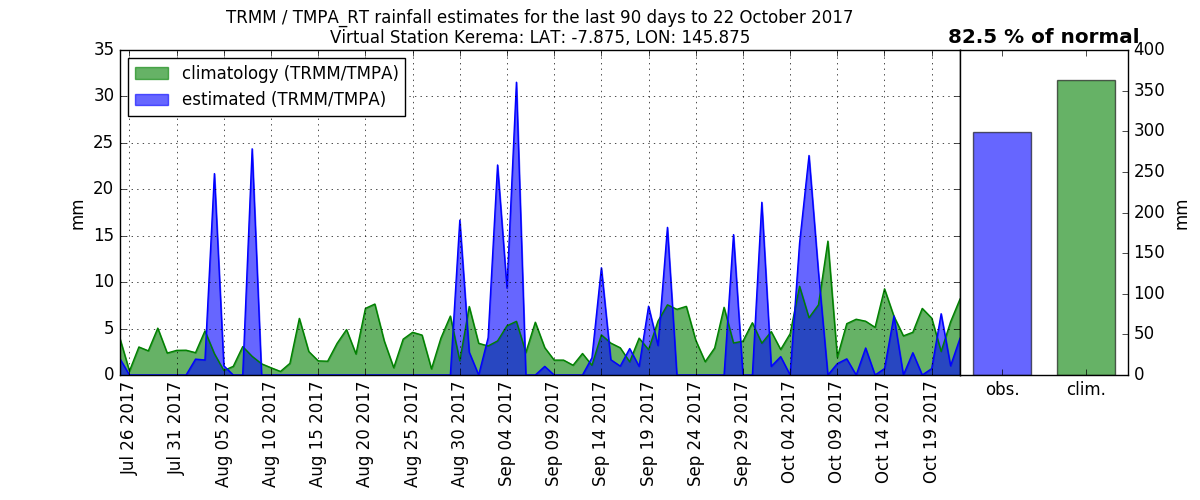 TRMM / TMPA_RT rainfall estimates for the last 90 days to 22 October 2017
Virtual Station Kerema: LAT: -7.875, LON: 145.875
82.5 % of normal
climatology (TRMM/TMPA)
estimated (TRMM/TMPA)
mm
35
30
25
20
15
10
5
0
Jul 26 2017
Jul 31 2017
Aug 05 2017
Aug 10 2017
Aug 15 2017
Aug 20 2017
Aug 25 2017
Aug 30 2017
Sep 04 2017
Sep 09 2017
Sep 14 2017
Sep 19 2017
Sep 24 2017
Sep 29 2017
Oct 04 2017
Oct 09 2017
Oct 14 2017
Oct 19 2017
obs.
clim.
400
350
300
250
200
150
100
50
0
mm